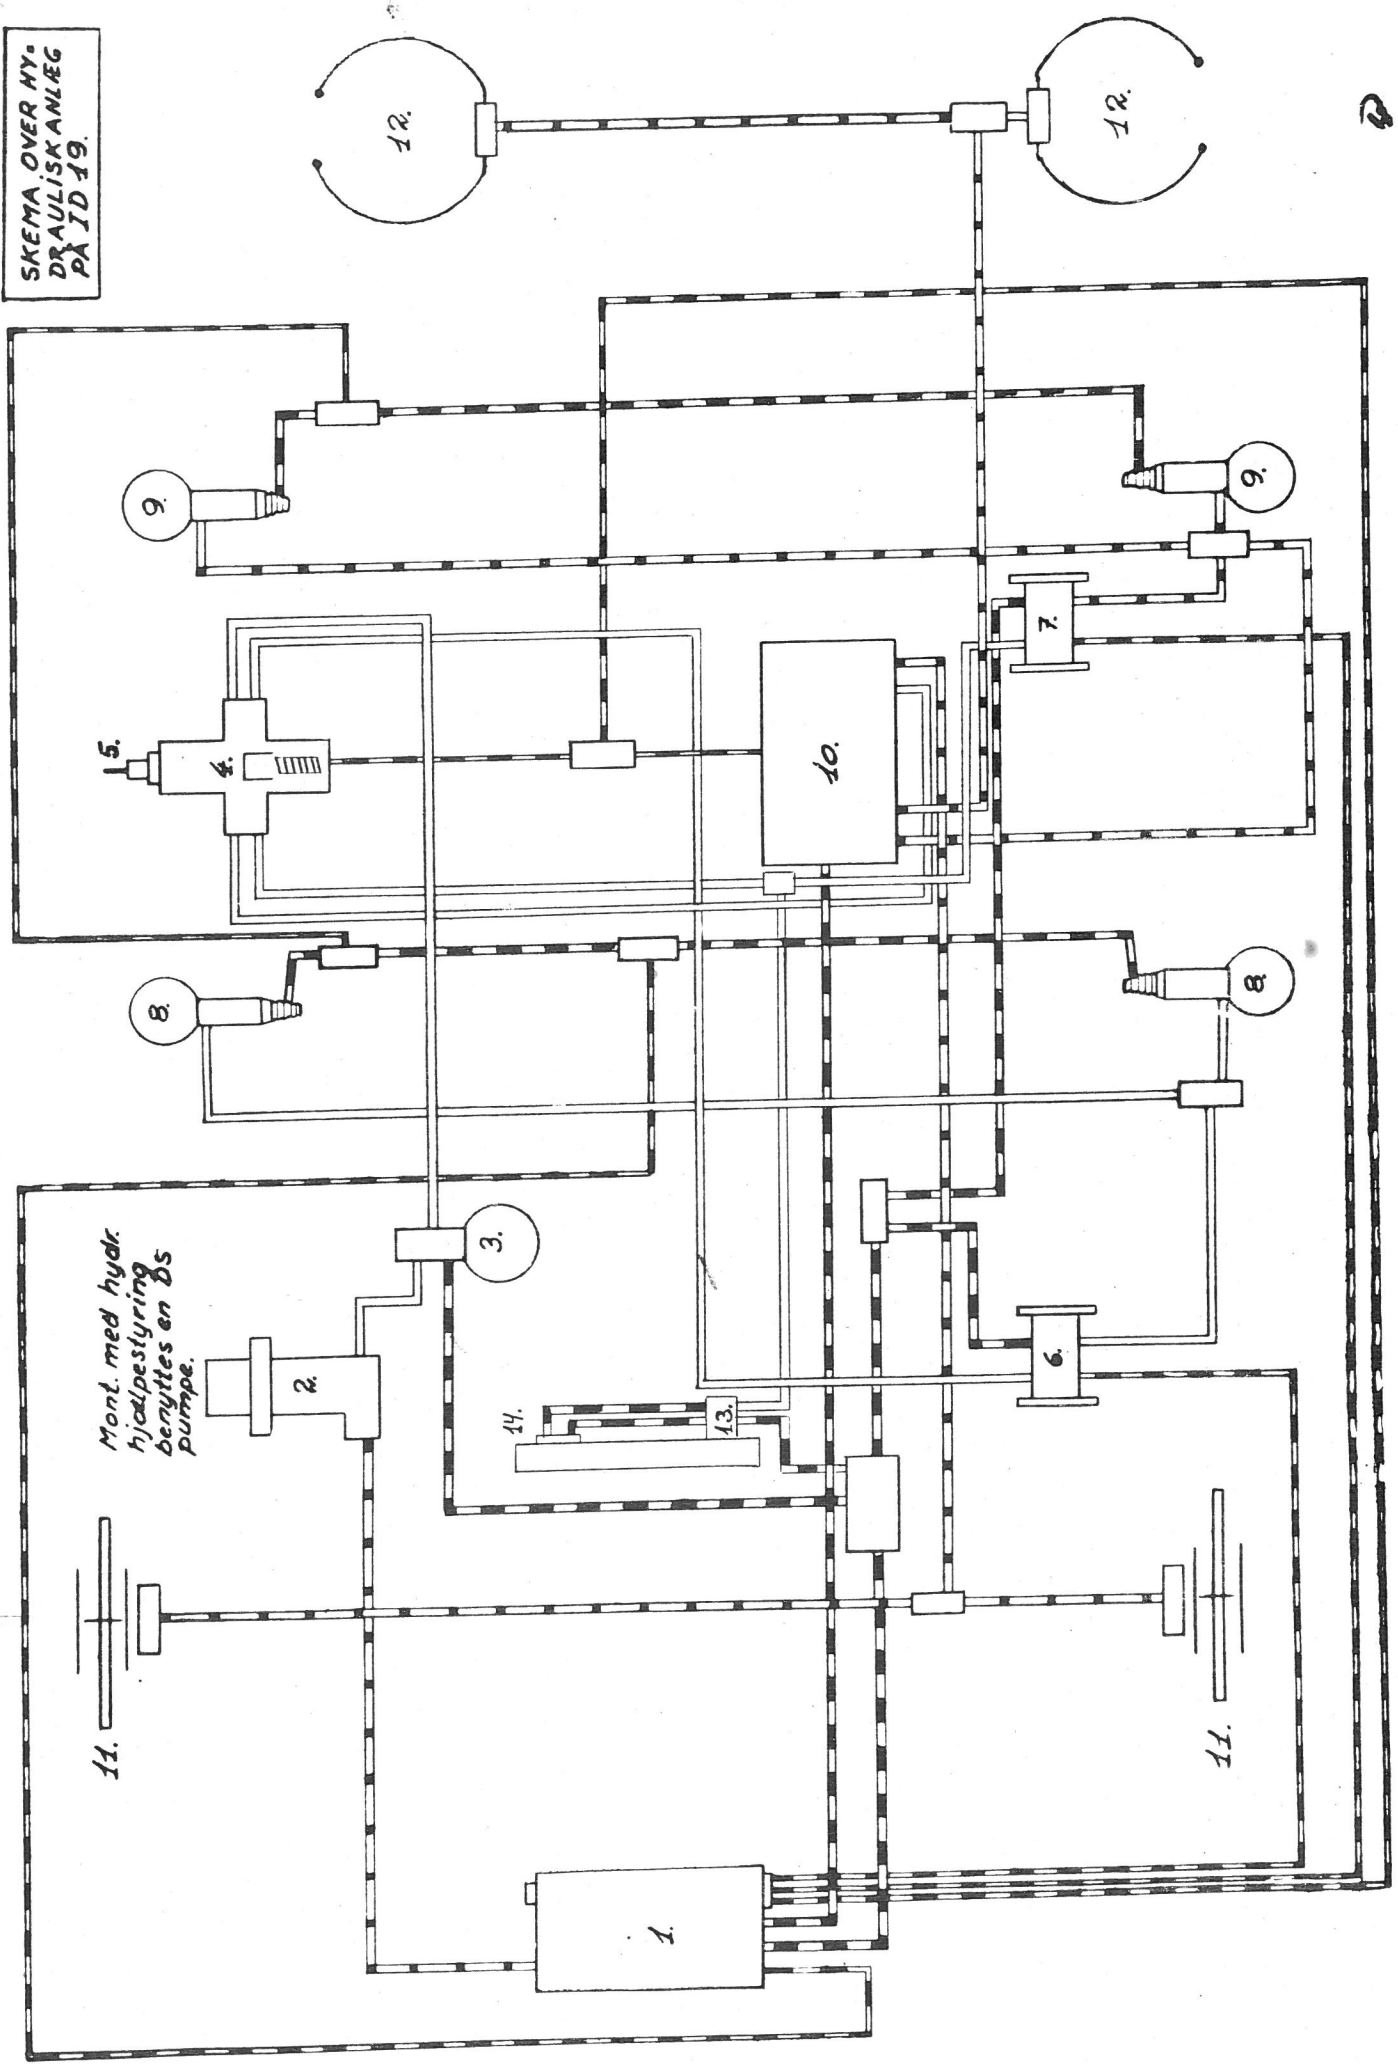 SKEMA OVER HY=
DRAULISK ANLÆG
PÅ ID 19.
Mont. med hydr.
hjælpestyring
benyttes en DS
pumpe.
11.
5.
8.
9.
4.
2.
12.
3.
14.
13.
1.
10.
6.
7.
11.
8.
9.
12.